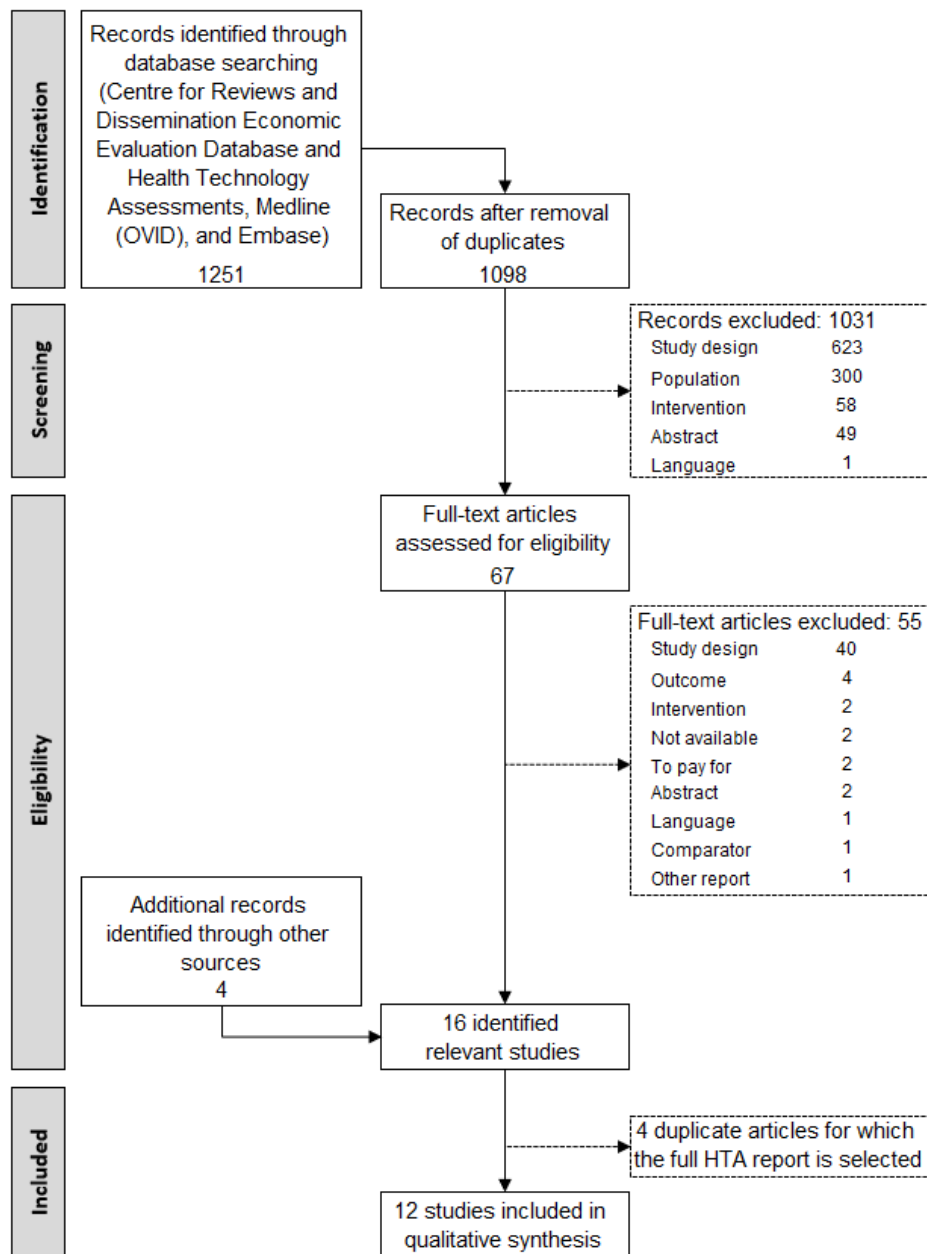 Identification
Records identified through
database searching
(Centre for Reviews and
Dissemination Economic
Evaluation Database and
Health Technology
Assessments, Medline
(OVID), and Embase)
1251
Records after removal
of duplicates
1098
Screening
Records excluded: 1031
Study design 623
Population 300
Intervention 58
Abstract 49
Language 1
Eligibility
Full-text articles
assessed for eligibility
67
Full-text articles excluded: 55
Study design 40
Outcome 4
Intervention 2
Not available 2
To pay for 2
Abstract 2
Language 1
Comparator 1
Other report 1
Additional records
identified through other
sources
4
16 identified
relevant studies
Included
4 duplicate articles for which
the full HTA report is selected
12 studies included in
qualitative synthesis